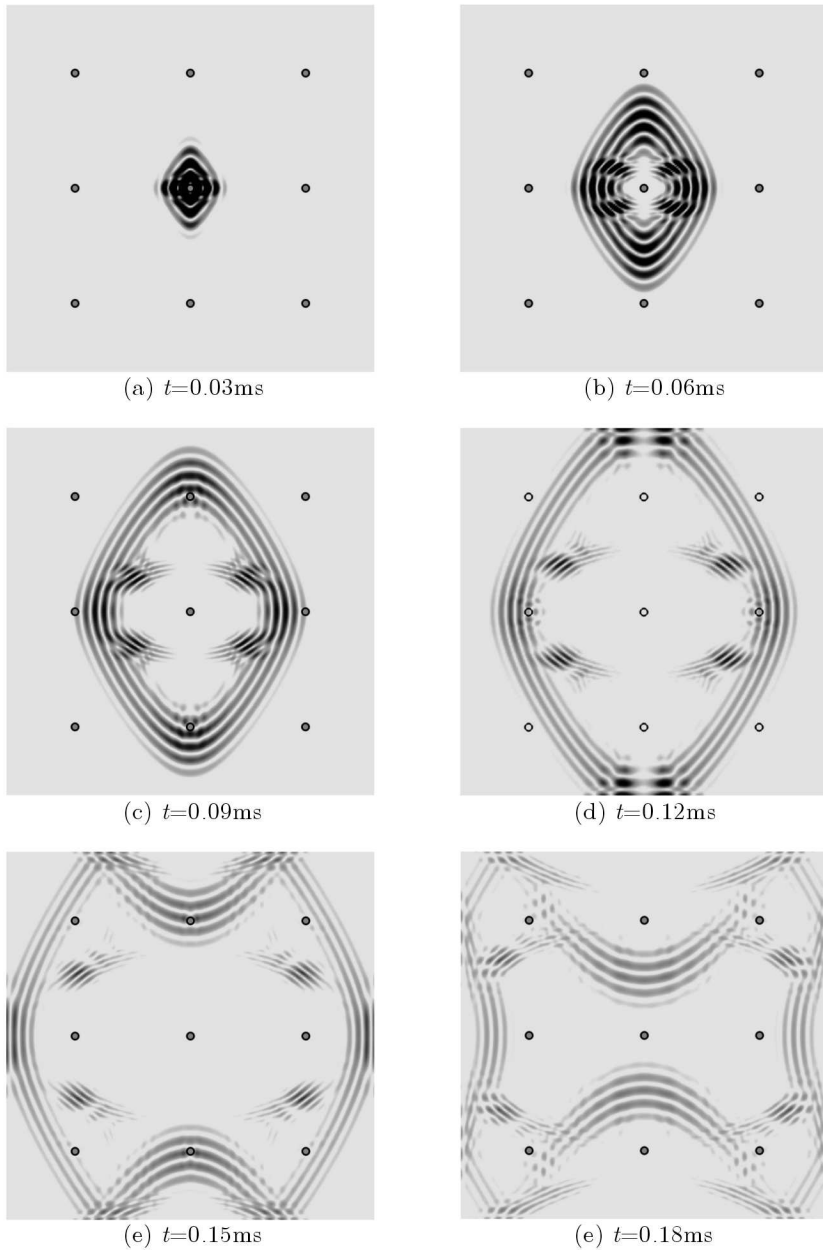 (a) t=0.03ms
(b) t=0.06ms
(c) t=0.09ms
(d) t=0.12ms
(e) t=0.15ms
(e) t=0.18ms